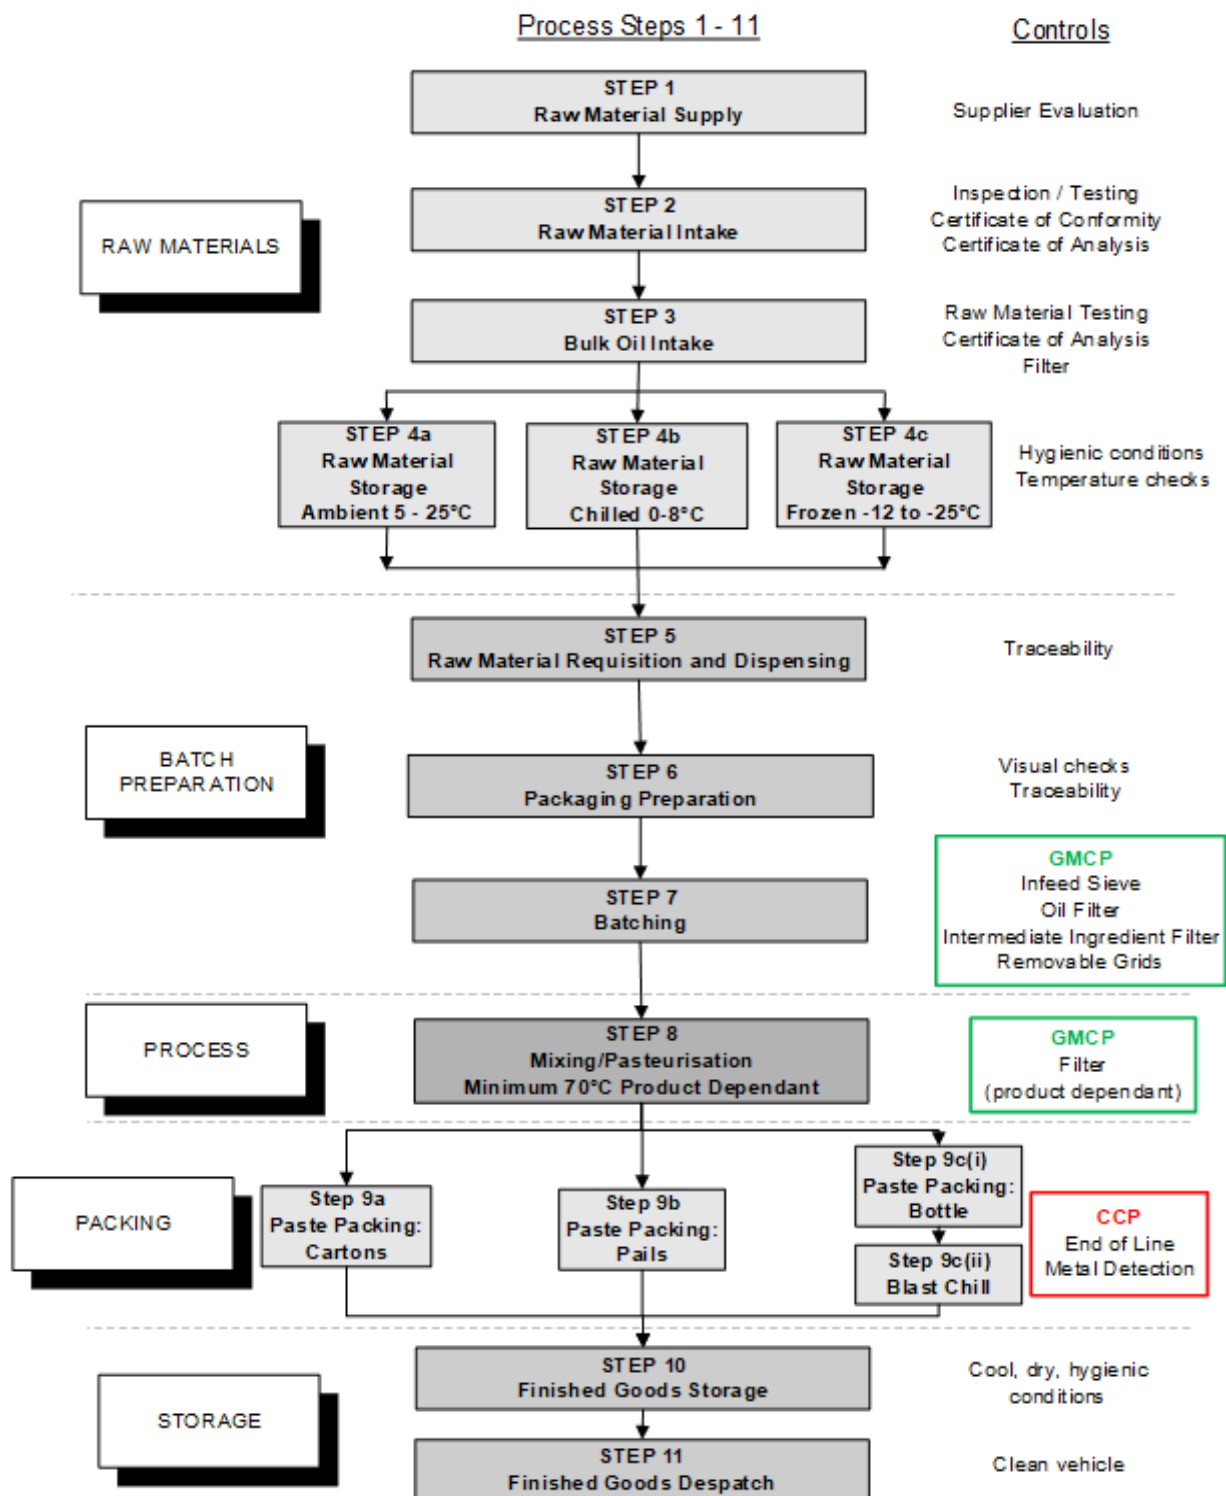 Process Steps 1 - 11
Controls
STEP 1
Raw Material Supply
Supplier Evaluation
RAW MATERIALS
STEP 2
Raw Material Intake
Inspection / Testing
Certificate of Conformity
Certificate of Analysis
STEP 3
Bulk Oil Intake
Raw Material Testing
Certificate of Analysis
Filter
STEP 4a
Raw Material
Storage
Ambient 5 - 25°C
STEP 4b
Raw Material
Storage
Chilled 0-8°C
STEP 4c
Raw Material
Storage
Frozen -12 to -25°C
Hygienic conditions
Temperature checks
STEP 5
Raw Material Requisition and Dispensing
Traceability
BATCH
PREPARATION
STEP 6
Packaging Preparation
Visual checks
Traceability
STEP 7
Batching
GMCP
Infeed Sieve
Oil Filter
Intermediate Ingredient Filter
Removable Grids
PROCESS
STEP 8
Mixing/Pasteurisation
Minimum 70°C Product Dependant
GMCP
Filter
(product dependant)
PACKING
Step 9a
Paste Packing:
Cartons
Step 9b
Paste Packing:
Pails
Step 9c(i)
Paste Packing:
Bottle
Step 9c(ii)
Blast Chill
CCP
End of Line
Metal Detection
STORAGE
STEP 10
Finished Goods Storage
Cool, dry, hygienic
conditions
STEP 11
Finished Goods Despatch
Clean vehicle